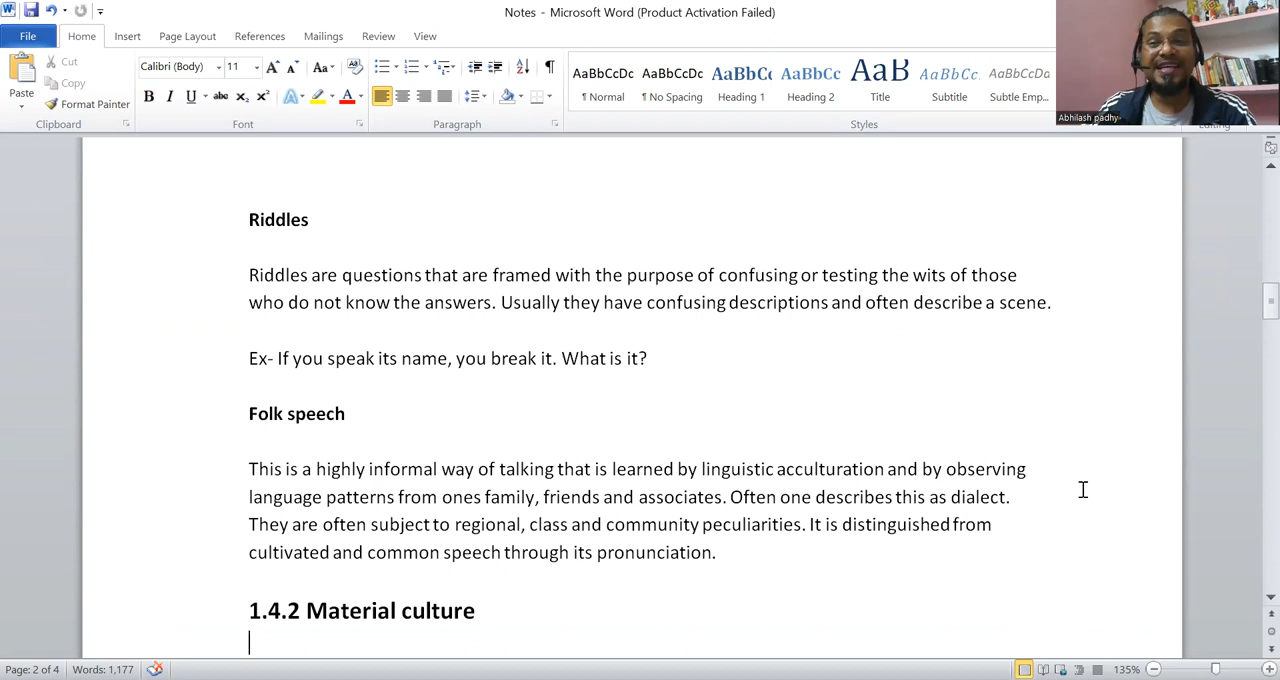 Notes - Microsoft Word (Product Activation Failed)
File Home Insert Page Layout References Mailings Review View
Paste
Cut
Copy
Format Painter
Clipboard
Calibri (Body) 11
Font
Paragraph
AaBbCcDc AaBbCcDc AaBbC( AaBbCc AaB AaBbCc. AaBbCcDc
¶ Normal ¶ No Spacing Heading 1 Heading 2 Title Subtitle Subtle Emp...
Styles
Editing
Abhilash padhy-
Riddles
Riddles are questions that are framed with the purpose of confusing or testing the wits of those
who do not know the answers. Usually they have confusing descriptions and often describe a scene.
Ex- If you speak its name, you break it. What is it?
Folk speech
This is a highly informal way of talking that is learned by linguistic acculturation and by observing
language patterns from ones family, friends and associates. Often one describes this as dialect.
They are often subject to regional, class and community peculiarities. It is distinguished from
cultivated and common speech through its pronunciation.
1.4.2 Material culture
Page: 2 of 4 Words: 1,177 135%